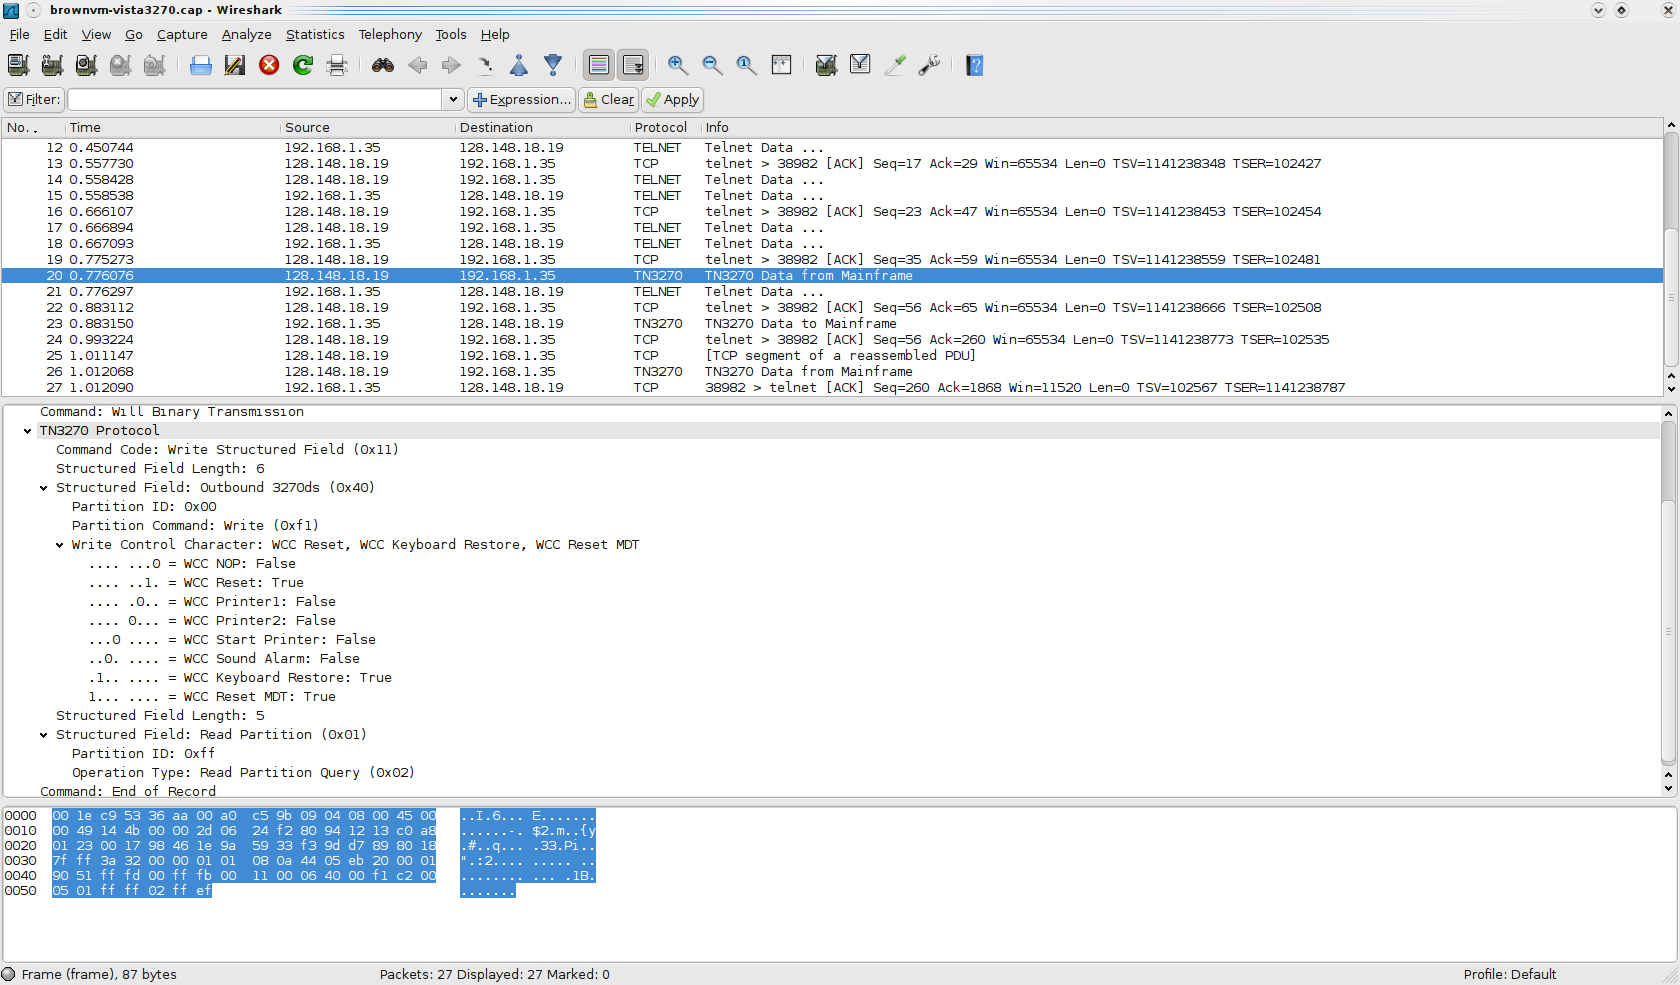 brownvm-vista3270.cap - Wireshark
File Edit View Go Capture Analyze Statistics Telephony Tools Help
Filter: Expression... Clear Apply
No. . Time Source Destination Protocol Info
12 0.450744 192.168.1.35 128.148.18.19 TELNET Telnet Data ...
13 0.557730 128.148.18.19 192.168.1.35 TCP telnet > 38982 [ACK] Seq=17 Ack=29 Win=65534 Len=0 TSV=1141238348 TSER=102427
14 0.558428 128.148.18.19 192.168.1.35 TELNET Telnet Data ...
15 0.558538 192.168.1.35 128.148.18.19 TELNET Telnet Data ...
16 0.666107 128.148.18.19 192.168.1.35 TCP telnet > 38982 [ACK] Seq=23 Ack=47 Win=65534 Len=0 TSV=1141238453 TSER=102454
17 0.666894 128.148.18.19 192.168.1.35 TELNET Telnet Data ...
18 0.667093 192.168.1.35 128.148.18.19 TELNET Telnet Data ...
19 0.775273 128.148.18.19 192.168.1.35 TCP telnet > 38982 [ACK] Seq=35 Ack=59 Win=65534 Len=0 TSV=1141238559 TSER=102481
20 0.776076 128.148.18.19 192.168.1.35 TN3270 TN3270 Data from Mainframe
21 0.776297 192.168.1.35 128.148.18.19 TELNET Telnet Data ...
22 0.883112 128.148.18.19 192.168.1.35 TCP telnet > 38982 [ACK] Seq=56 Ack=65 Win=65534 Len=0 TSV=1141238666 TSER=102508
23 0.883150 192.168.1.35 128.148.18.19 TN3270 TN3270 Data to Mainframe
24 0.993224 128.148.18.19 192.168.1.35 TCP telnet > 38982 [ACK] Seq=56 Ack=260 Win=65534 Len=0 TSV=1141238773 TSER=102535
25 1.011147 128.148.18.19 192.168.1.35 TCP [TCP segment of a reassembled PDU]
26 1.012068 128.148.18.19 192.168.1.35 TN3270 TN3270 Data from Mainframe
27 1.012090 192.168.1.35 128.148.18.19 TCP 38982 > telnet [ACK] Seq=260 Ack=1868 Win=11520 Len=0 TSV=102567 TSER=1141238787
Command: Will Binary Transmission
TN3270 Protocol
Command Code: Write Structured Field (0x11)
Structured Field Length: 6
Structured Field: Outbound 3270ds (0x40)
Partition ID: 0x00
Partition Command: Write (0xf1)
Write Control Character: WCC Reset, WCC Keyboard Restore, WCC Reset MDT
.... ...0 = WCC NOP: False
.... ..1. = WCC Reset: True
.... .0.. = WCC Printer1: False
.... 0... = WCC Printer2: False
...0 .... = WCC Start Printer: False
..0. .... = WCC Sound Alarm: False
.1.. .... = WCC Keyboard Restore: True
1... .... = WCC Reset MDT: True
Structured Field Length: 5
Structured Field: Read Partition (0x01)
Partition ID: 0xff
Operation Type: Read Partition Query (0x02)
Command: End of Record
0000 00 1e c9 53 36 aa 00 a0 c5 9b 09 04 08 00 45 00 ..I.6... E.......
0010 00 49 14 4b 00 00 2d 06 24 f2 80 94 12 13 c0 a8 ......-. $2.m..{y
0020 01 23 00 17 98 46 1e 9a 59 33 f3 9d d7 89 80 18 .#..q... .33.Pi..
0030 7f ff 3a 32 00 00 01 01 08 0a 44 05 eb 20 00 01 ".:2.... ..... ..
0040 90 51 ff fd 00 ff fb 00 11 00 06 40 00 f1 c2 00 ........ ... .1B.
0050 05 01 ff ff 02 ff ef .......
Frame (frame), 87 bytes Packets: 27 Displayed: 27 Marked: 0 Profile: Default